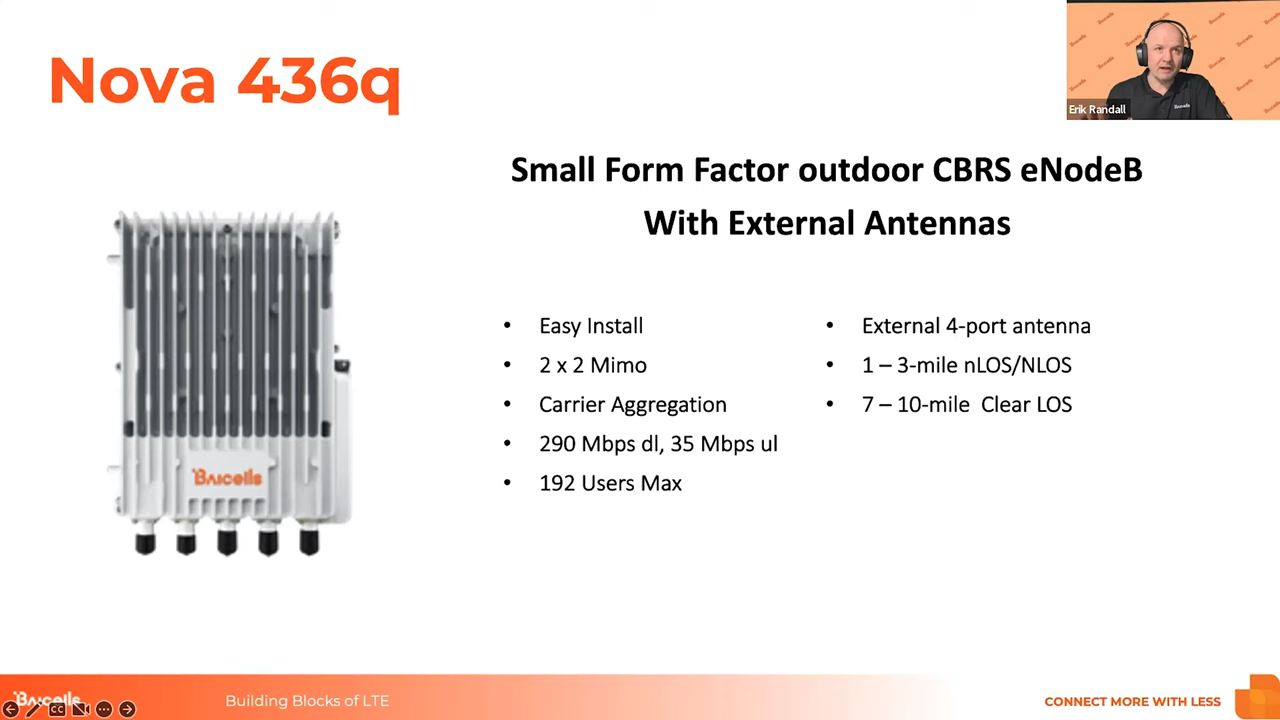 Nova 436q
Erik Randall
Baicells
Small Form Factor outdoor CBRS eNodeB
With External Antennas
Easy Install
2 x 2 Mimo
Carrier Aggregation
290 Mbps dl, 35 Mbps ul
192 Users Max
External 4-port antenna
1 – 3-mile nLOS/NLOS
7 – 10-mile Clear LOS
Baicells
Baicells
CC
Building Blocks of LTE
CONNECT MORE WITH LESS